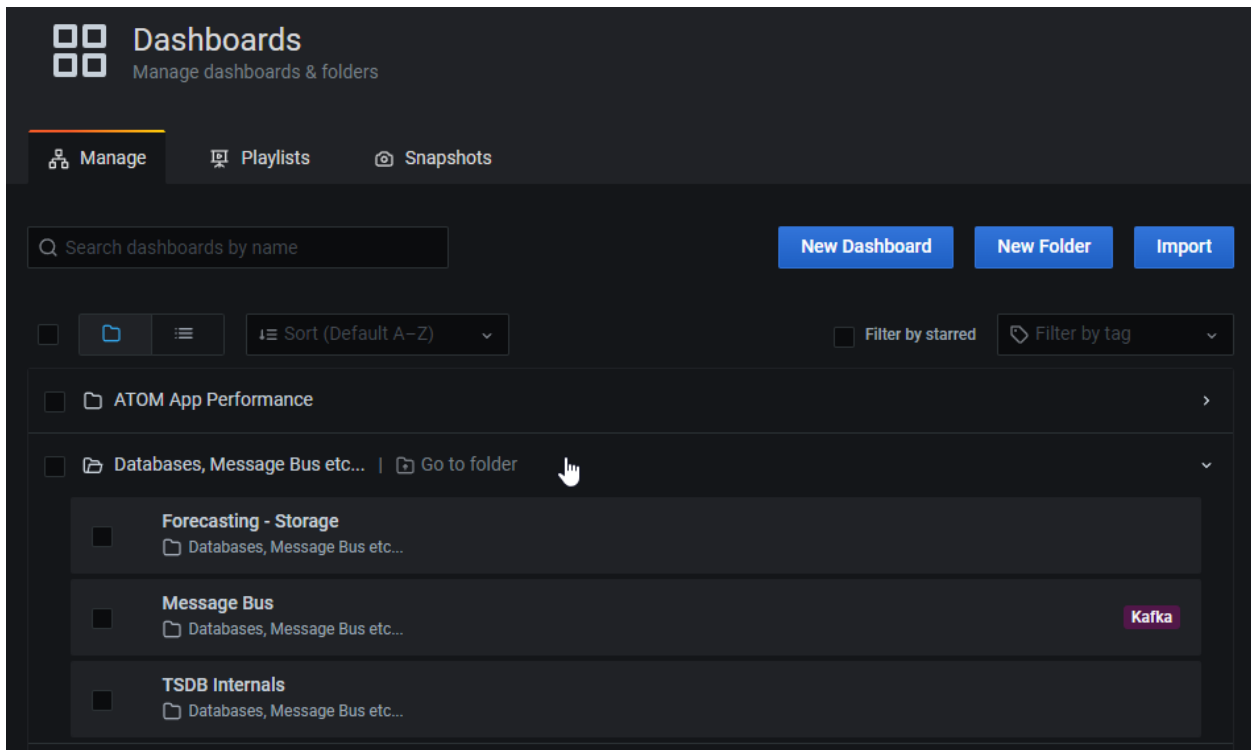 Dashboards
Manage dashboards & folders
Manage Playlists Snapshots
Search dashboards by name New Dashboard New Folder Import
Sort (Default A–Z) Filter by starred Filter by tag
ATOM App Performance
Databases, Message Bus etc... | Go to folder
Forecasting - Storage
Databases, Message Bus etc...
Message Bus
Databases, Message Bus etc...
Kafka
TSDB Internals
Databases, Message Bus etc...